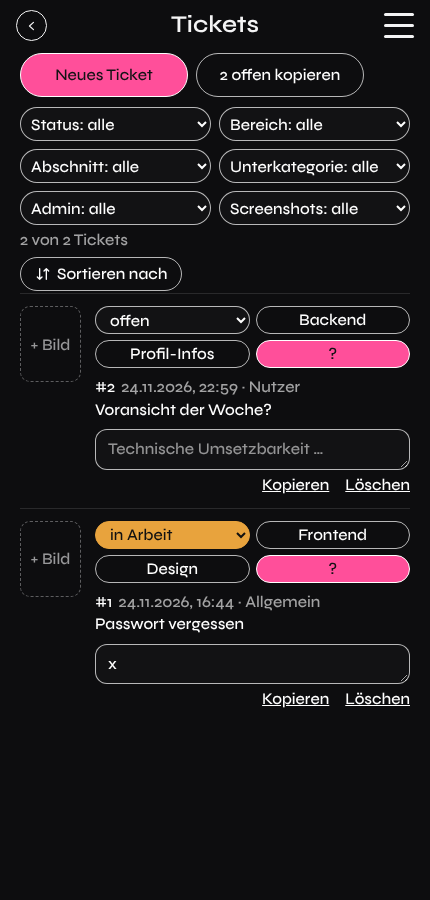 Tickets
Neues Ticket
2 offen kopieren
Status: alle
Bereich: alle
Abschnitt: alle
Unterkategorie: alle
Admin: alle
Screenshots: alle
2 von 2 Tickets
Sortieren nach
+ Bild
offen
Backend
Profil-Infos
?
#2 24.11.2026, 22:59 · Nutzer
Voransicht der Woche?
Technische Umsetzbarkeit ...
Kopieren Löschen
+ Bild
in Arbeit
Frontend
Design
?
#1 24.11.2026, 16:44 · Allgemein
Passwort vergessen
x
Kopieren Löschen